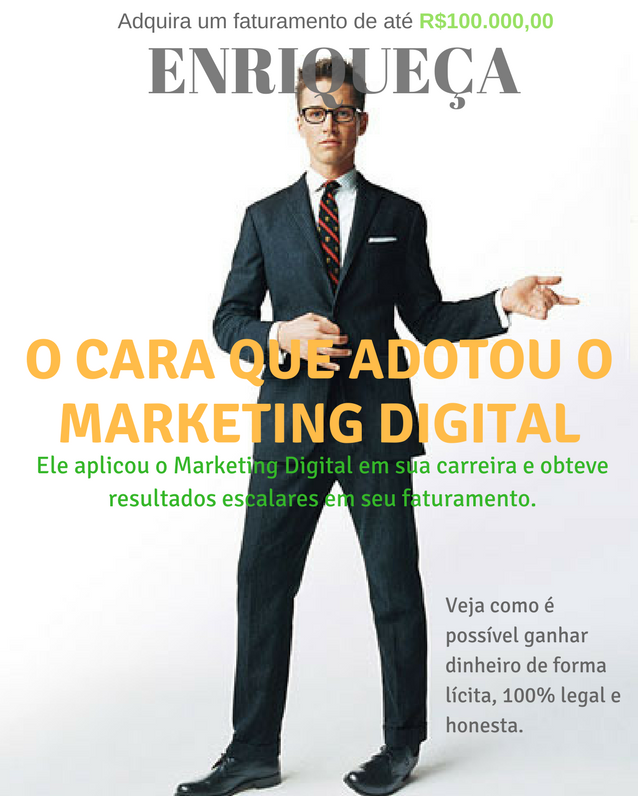 Adquira um faturamento de até R$100.000,00
ENRIQUEÇA
O CARA QUE ADOTOU O
MARKETING DIGITAL
Ele aplicou o Marketing Digital em sua carreira e obteve
resultados escalares em seu faturamento.
Veja como é
possível ganhar
dinheiro de forma
lícita, 100% legal e
honesta.